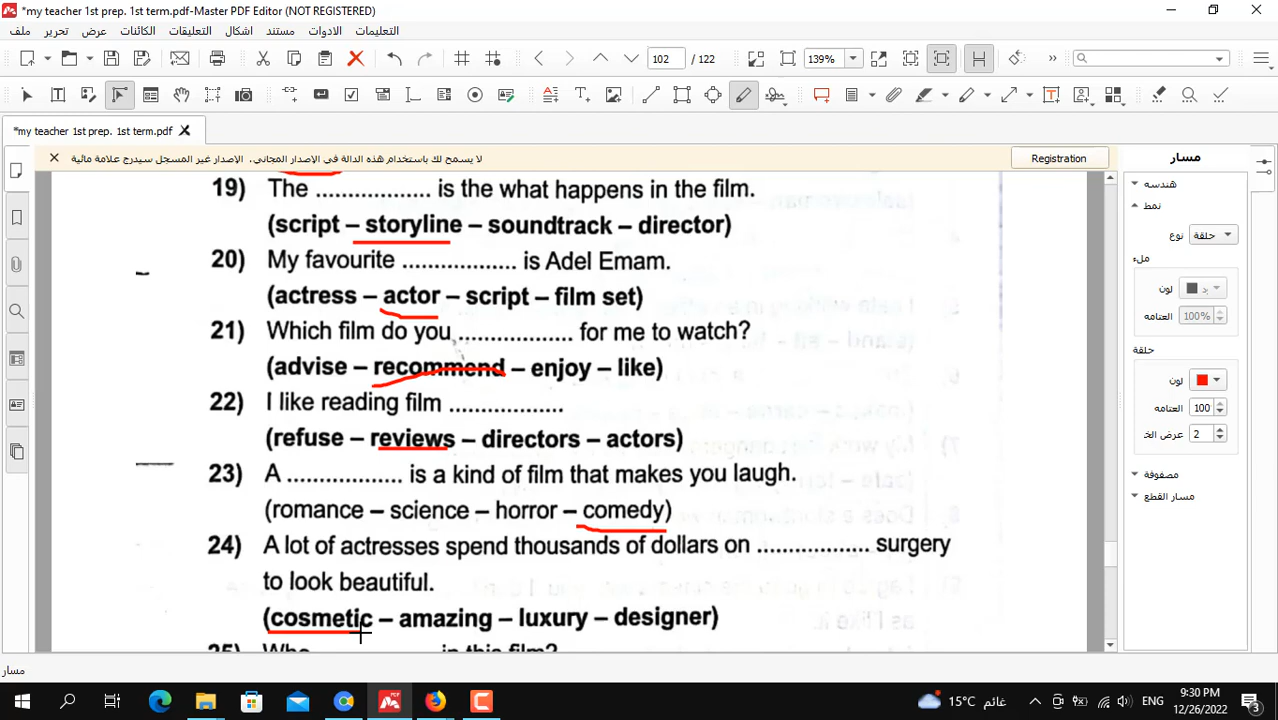 *my teacher 1st prep. 1st term.pdf-Master PDF Editor (NOT REGISTERED)
ملف تحرير عرض الكائنات اشكال مستند الادوات التعليقات التعليمات
102 / 122 139%
*my teacher 1st prep. 1st term.pdf
لا يسمح لك باستخدام هذه الدالة في الإصدار المجاني. الإصدار غير المسجل سيدرج علامة مائية
Registration
19) The ................... is the what happens in the film.
(script – storyline – soundtrack – director)
20) My favourite ................... is Adel Emam.
(actress – actor – script – film set)
21) Which film do you ................... for me to watch?
(advise – recommend – enjoy – like)
22) I like reading film ...................
(refuse – reviews – directors – actors)
23) A ................... is a kind of film that makes you laugh.
(romance – science – horror – comedy)
24) A lot of actresses spend thousands of dollars on ................... surgery
to look beautiful.
(cosmetic – amazing – luxury – designer)
25) Who in this film?
مسار
هندسه
نمط
نوع حلقة
ملء
لون
العتامه 100%
حلقة
لون
العتامه 100
عرض الخ 2
مصفوفة
مسار القطع
مسار
15°C غائم
ENG
9:30 PM
12/26/2022
3